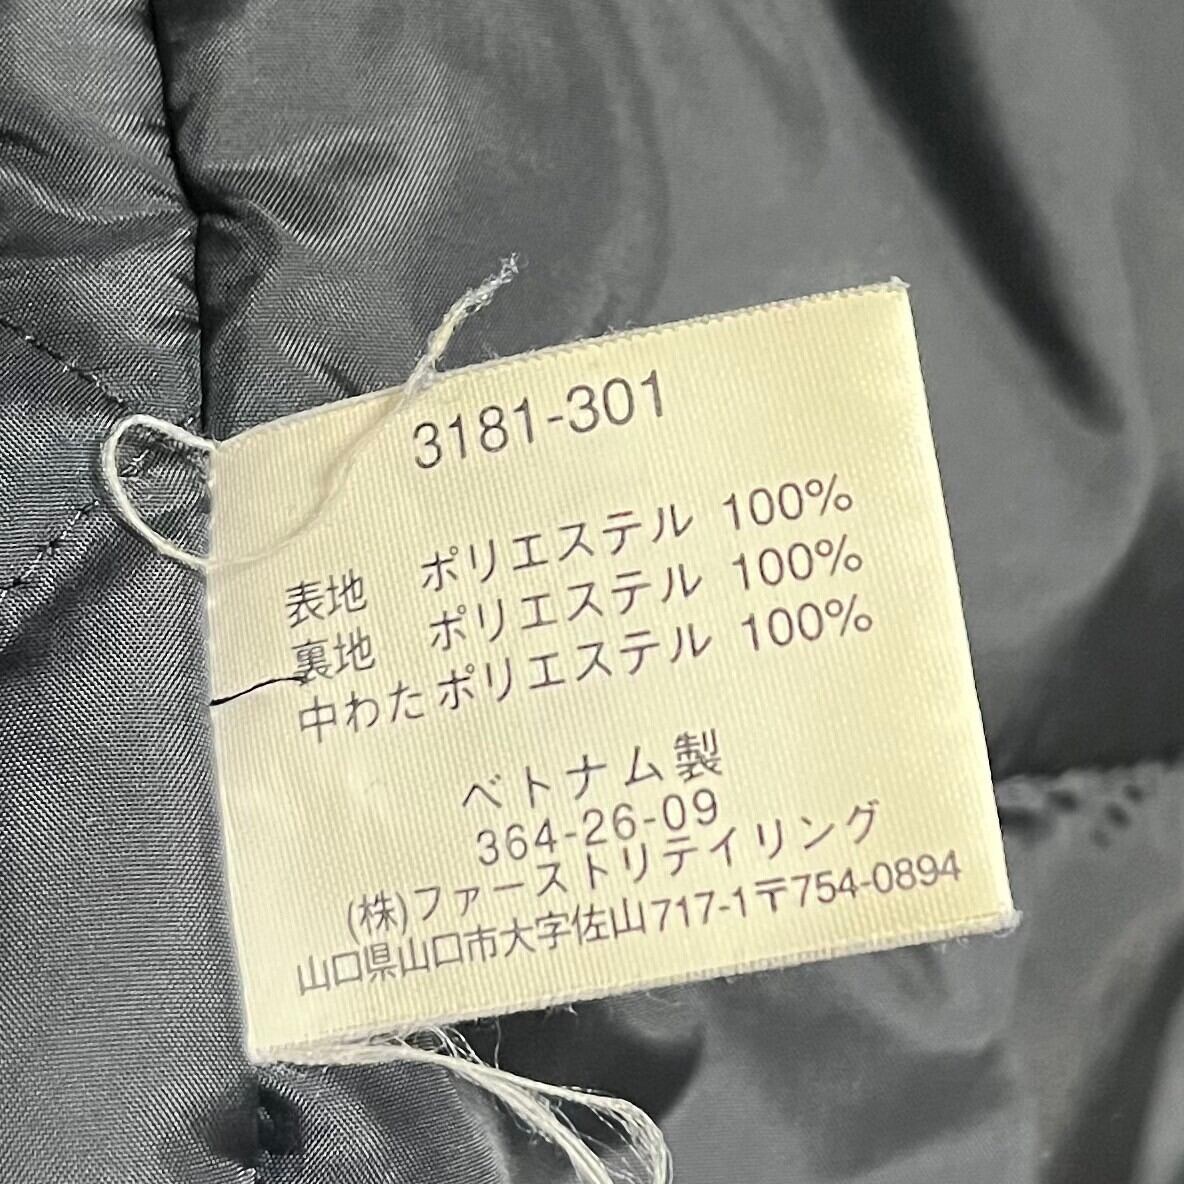 3181-301
表地 ポリエステル 100%
裏地 ポリエステル 100%
中わた ポリエステル 100%
ベトナム製
364-26-09
(株)ファーストリテイリング
山口県山口市大字佐山717-1〒754-0894